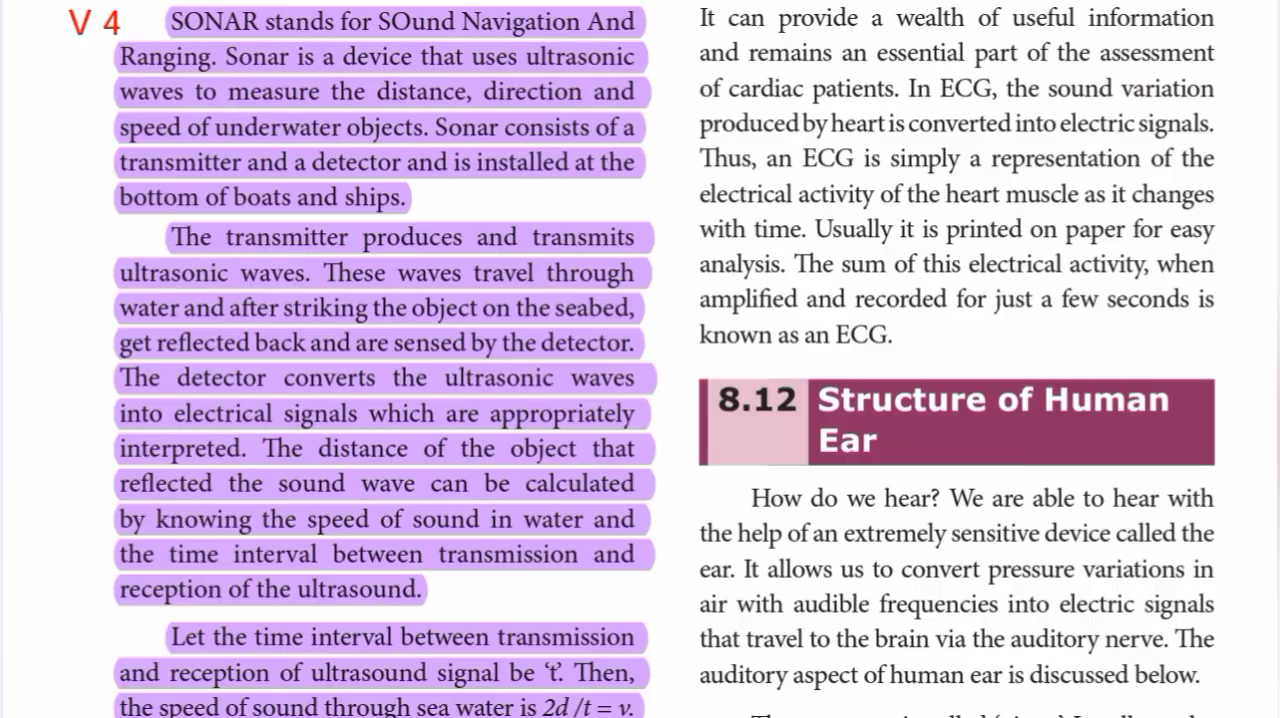 V 4
SONAR stands for SOund Navigation And
Ranging. Sonar is a device that uses ultrasonic
waves to measure the distance, direction and
speed of underwater objects. Sonar consists of a
transmitter and a detector and is installed at the
bottom of boats and ships.
The transmitter produces and transmits
ultrasonic waves. These waves travel through
water and after striking the object on the seabed,
get reflected back and are sensed by the detector.
The detector converts the ultrasonic waves
into electrical signals which are appropriately
interpreted. The distance of the object that
reflected the sound wave can be calculated
by knowing the speed of sound in water and
the time interval between transmission and
reception of the ultrasound.
Let the time interval between transmission
and reception of ultrasound signal be ‘t’. Then,
the speed of sound through sea water is 2d /t = v.
It can provide a wealth of useful information
and remains an essential part of the assessment
of cardiac patients. In ECG, the sound variation
produced by heart is converted into electric signals.
Thus, an ECG is simply a representation of the
electrical activity of the heart muscle as it changes
with time. Usually it is printed on paper for easy
analysis. The sum of this electrical activity, when
amplified and recorded for just a few seconds is
known as an ECG.
8.12 Structure of Human
Ear
How do we hear? We are able to hear with
the help of an extremely sensitive device called the
ear. It allows us to convert pressure variations in
air with audible frequencies into electric signals
that travel to the brain via the auditory nerve. The
auditory aspect of human ear is discussed below.